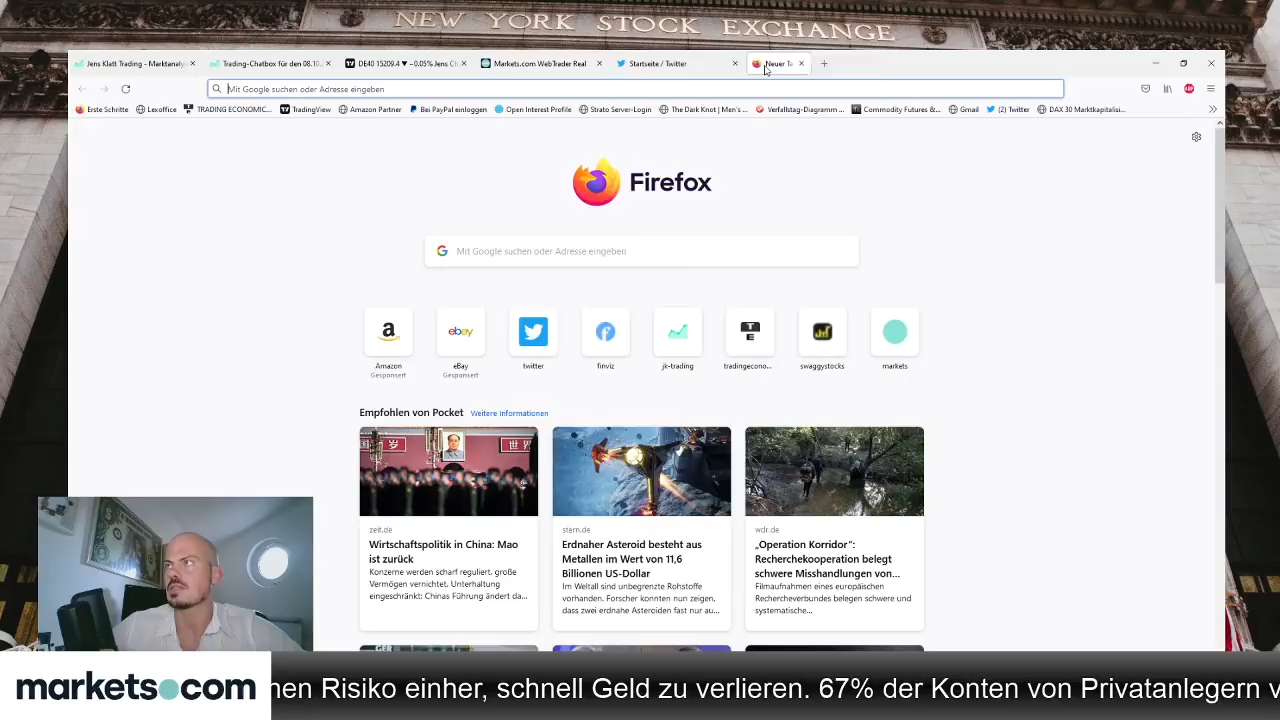 NEW YORK STOCK EXCHANGE
Jens Klatt Trading - Marktanaly
Trading-Chatbox für den 08.10.
DE40 15209.4 ▼ −0.05% Jens C
Markets.com WebTrader Real
Startseite / Twitter
Neuer Ta
Mit Google suchen oder Adresse eingeben
Erste Schritte
Lexoffice
TRADING ECONOMIC...
TradingView
Amazon Partner
Bei PayPal einloggen
Open Interest Profile
Strato Server-Login
The Dark Knot | Men's ...
Verfallstag-Diagramm ...
Commodity Futures &...
Gmail
(2) Twitter
DAX 30 Marktkapitalisi...
Firefox
Mit Google suchen oder Adresse eingeben
Amazon
Gesponsert
eBay
Gesponsert
twitter
finviz
jk-trading
tradingecono...
swaggystocks
markets
Empfohlen von Pocket
Weitere Informationen
zeit.de
Wirtschaftspolitik in China: Mao
ist zurück
Konzerne werden scharf reguliert, große
Vermögen vernichtet, Unterhaltung
eingeschränkt: Chinas Führung ändert da...
stern.de
Erdnaher Asteroid besteht aus
Metallen im Wert von 11,6
Billionen US-Dollar
Im Weltall sind unbegrenzte Rohstoffe
vorhanden. Forscher konnten nun zeigen,
dass zwei erdnahe Asteroiden fast nur au...
wdr.de
„Operation Korridor“:
Recherchekooperation belegt
schwere Misshandlungen von...
Filmaufnahmen eines europäischen
Rechercheverbundes belegen schwere und
systematische...
markets.com
nen Risiko einher, schnell Geld zu verlieren. 67% der Konten von Privatanlegern v